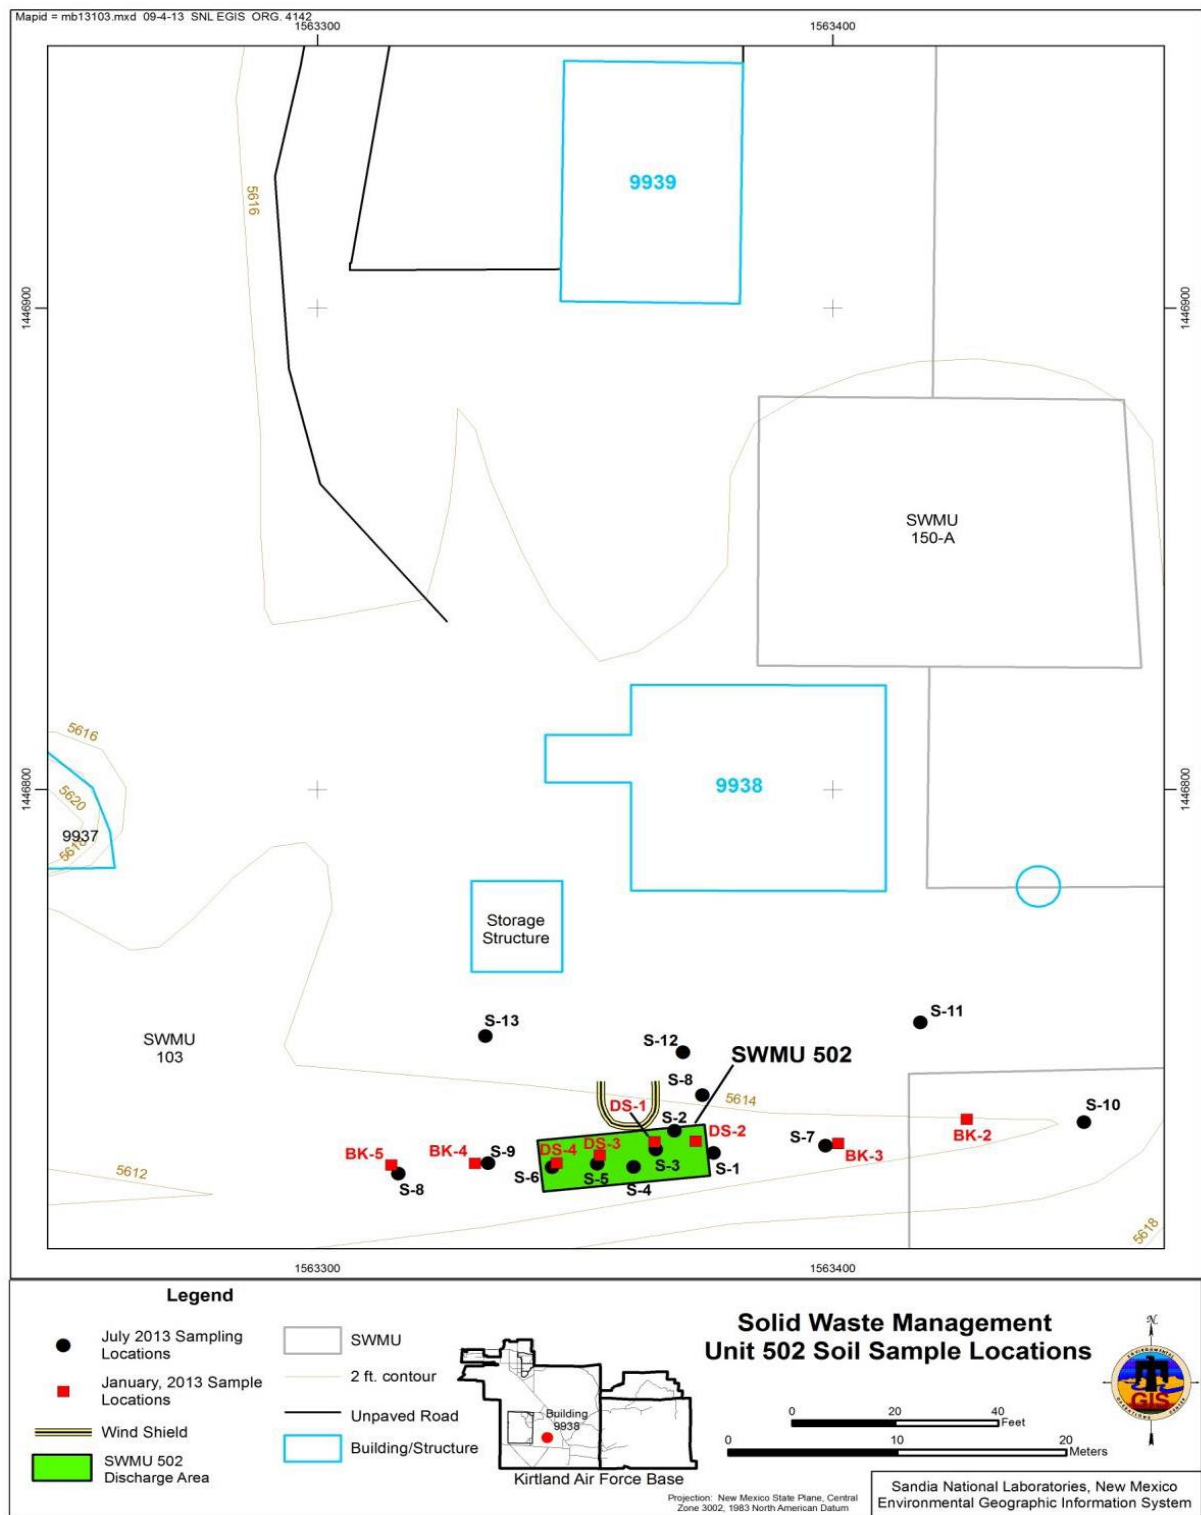 Mapid = mb13103.mxd 09-4-13 SNL EGIS ORG. 4142
1563300
1563400
9939
5616
1446900
1446900
SWMU
150-A
5616
5620
9937
5618
1446800
1446800
9938
Storage
Structure
SWMU
103
S-13
S-11
S-12
SWMU 502
S-8
5614
DS-1
S-2
S-10
BK-2
DS-2
S-7
BK-3
DS-3
DS-4
BK-5
BK-4
S-9
S-8
S-6
S-5
S-4
S-3
S-1
5612
5618
1563300
1563400
Legend
July 2013 Sampling
Locations
January, 2013 Sample
Locations
Wind Shield
SWMU 502
Discharge Area
SWMU
2 ft. contour
Unpaved Road
Building/Structure
Building
9938
Kirtland Air Force Base
Solid Waste Management
Unit 502 Soil Sample Locations
0 20 40
Feet
0 10 20
Meters
N
ENVIRONMENTAL
GIS
OPERATIONS CENTER
Projection: New Mexico State Plane, Central
Zone 3002, 1983 North American Datum
Sandia National Laboratories, New Mexico
Environmental Geographic Information System